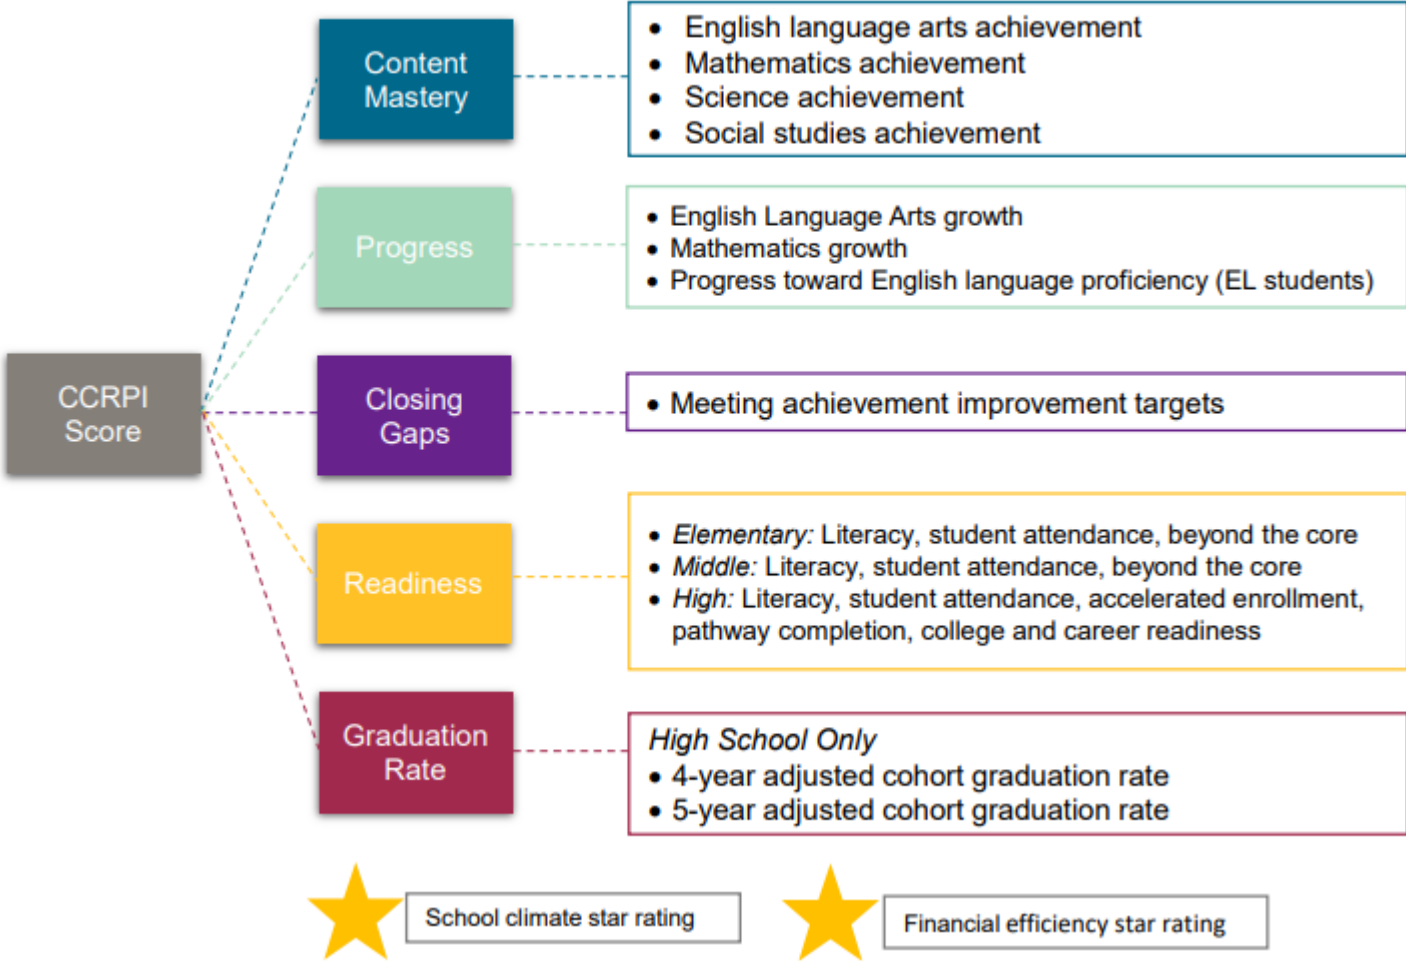 Content
Mastery
• English language arts achievement
• Mathematics achievement
• Science achievement
• Social studies achievement
Progress
• English Language Arts growth
• Mathematics growth
• Progress toward English language proficiency (EL students)
CCRPI
Score
Closing
Gaps
• Meeting achievement improvement targets
Readiness
• Elementary: Literacy, student attendance, beyond the core
• Middle: Literacy, student attendance, beyond the core
• High: Literacy, student attendance, accelerated enrollment,
pathway completion, college and career readiness
Graduation
Rate
High School Only
• 4-year adjusted cohort graduation rate
• 5-year adjusted cohort graduation rate
School climate star rating
Financial efficiency star rating